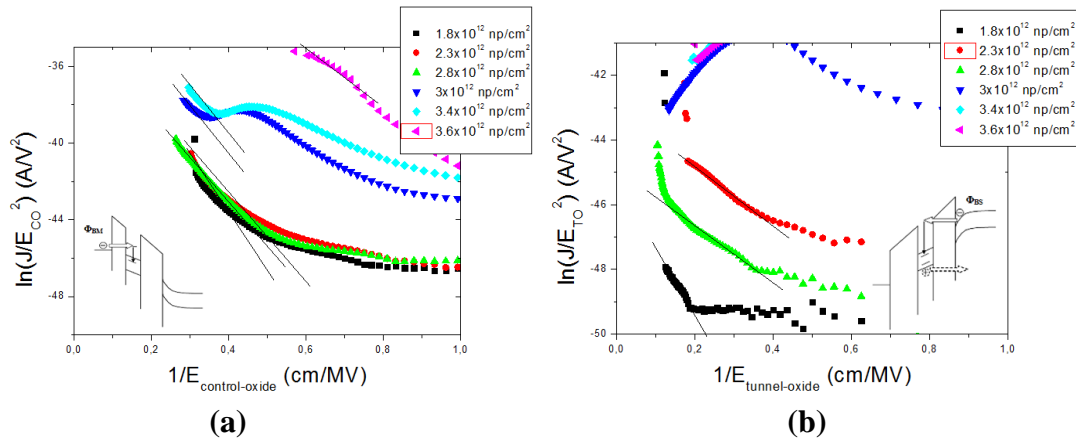 1.8x10¹² np/cm²
2.3x10¹² np/cm²
2.8x10¹² np/cm²
3x10¹² np/cm²
3.4x10¹² np/cm²
3.6x10¹² np/cm²
-36
-40
-44
-48
ln(J/E_CO²) (A/V²)
Φ_BM
0,0 0,2 0,4 0,6 0,8 1,0
1/E_control-oxide (cm/MV)
(a)
1.8x10¹² np/cm²
2.3x10¹² np/cm²
2.8x10¹² np/cm²
3x10¹² np/cm²
3.4x10¹² np/cm²
3.6x10¹² np/cm²
-42
-44
-46
-48
-50
ln(J/E_TO²) (A/V²)
Φ_BS
0,0 0,2 0,4 0,6 0,8 1,0
1/E_tunnel-oxide (cm/MV)
(b)